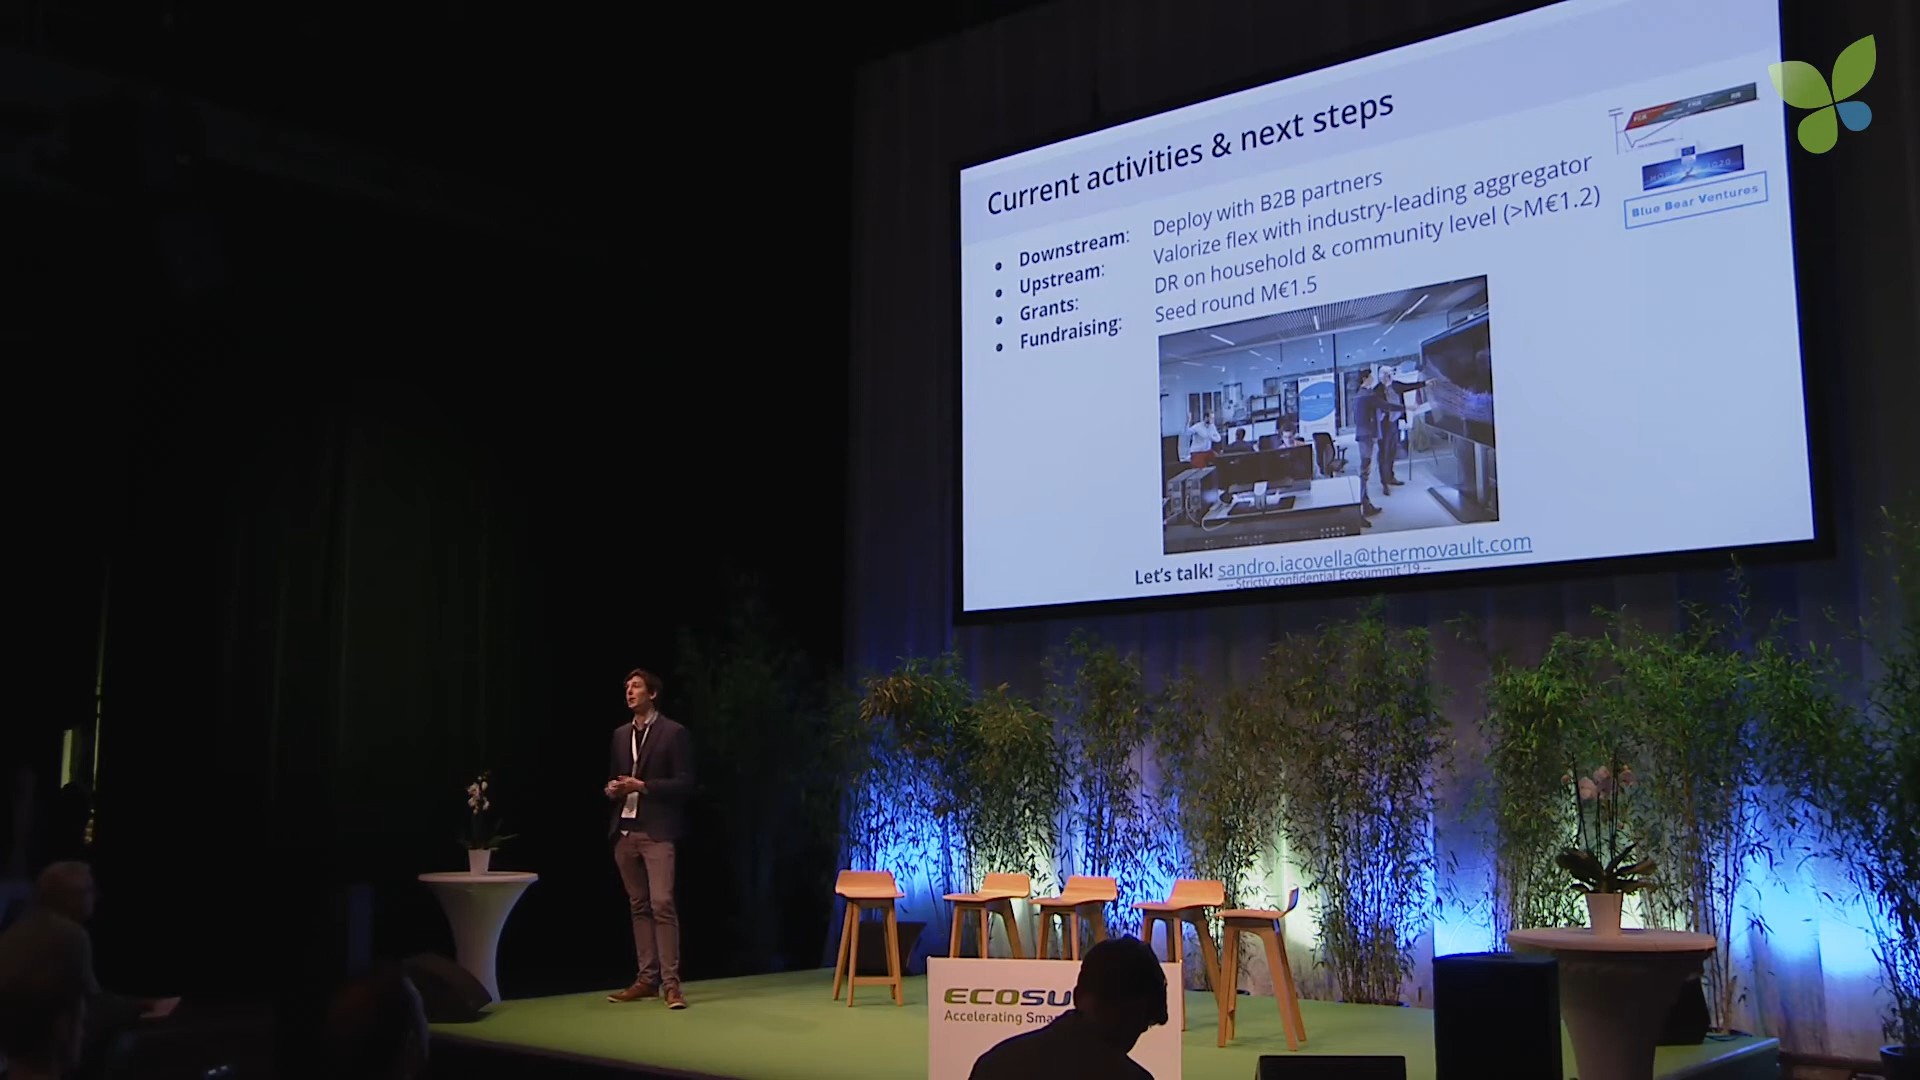 Current activities & next steps
• Downstream: Deploy with B2B partners
• Upstream: Valorize flex with industry-leading aggregator
• Grants: DR on household & community level (>M€1.2)
• Fundraising: Seed round M€1.5
HORIZON 2020
Blue Bear Ventures
Let's talk! sandro.iacovella@thermovault.com
-- Strictly confidential Ecosummit '19 --
ECOSU
Accelerating Sma